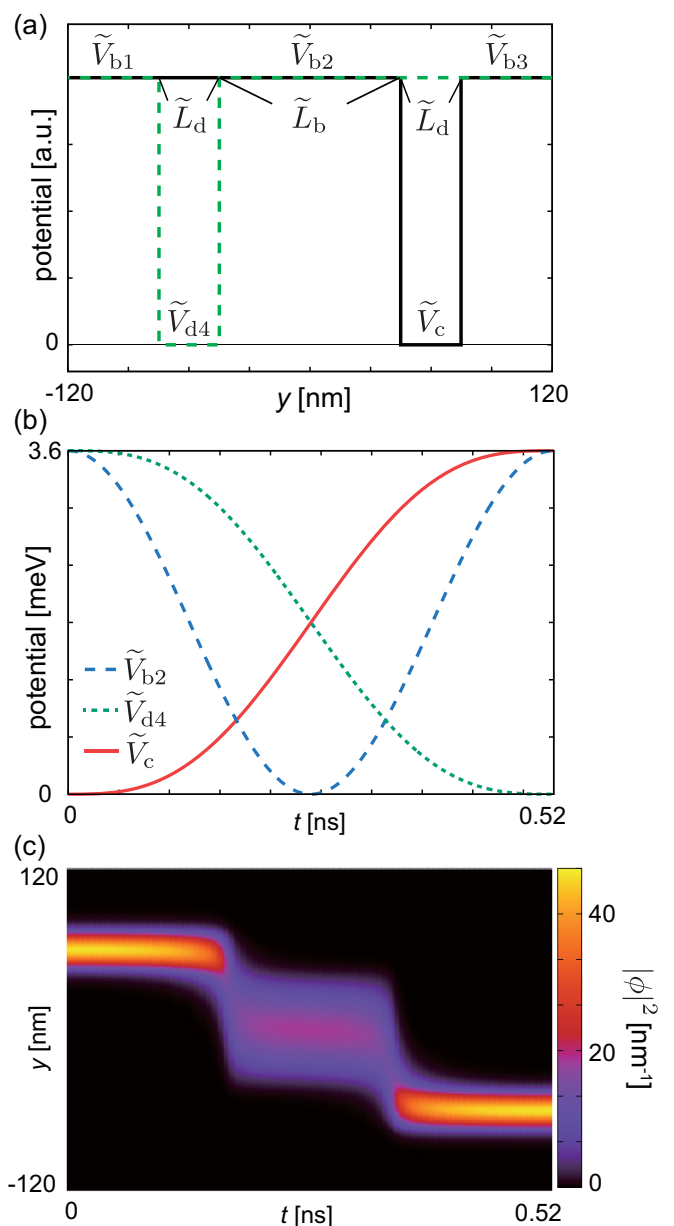 (a)
Ṽb1 Ṽb2 Ṽb3
L̃d L̃b L̃d
potential [a.u.]
Ṽd4 Ṽc
0
-120 y [nm] 120
(b)
3.6
potential [meV]
Ṽb2
Ṽd4
Ṽc
0
0 t [ns] 0.52
(c)
120
40
y [nm]
|ϕ|² [nm⁻¹]
20
0
-120
0 t [ns] 0.52